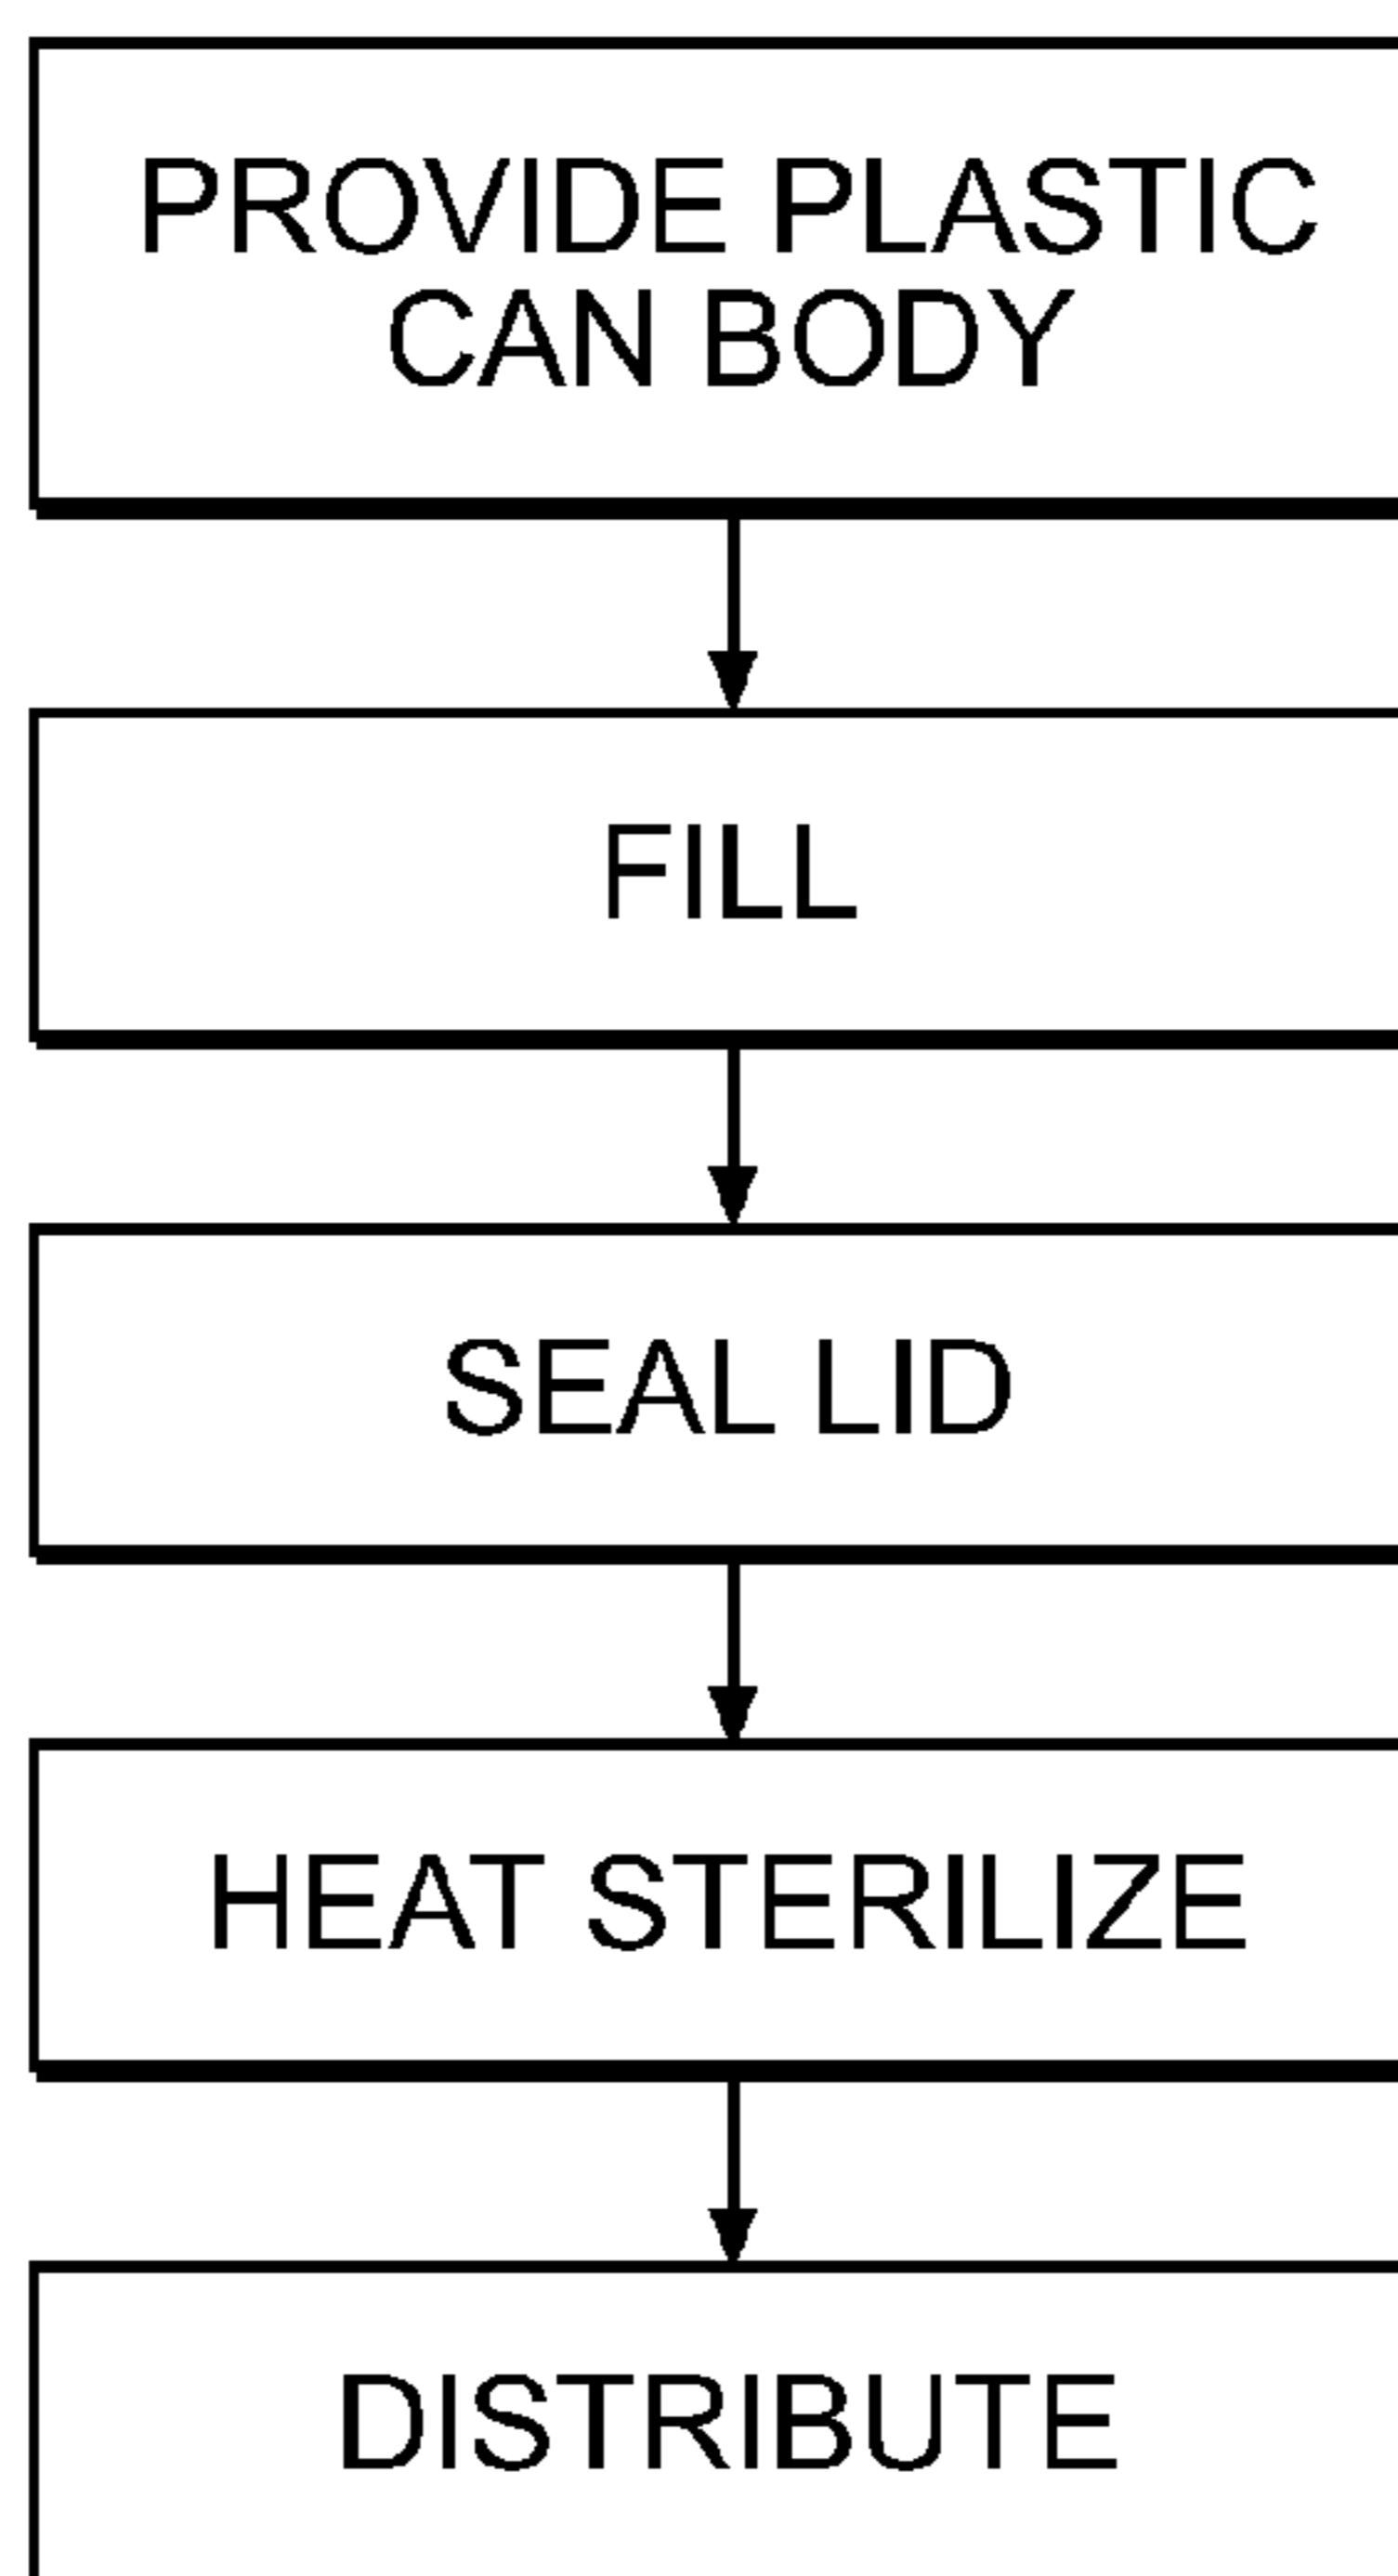 PROVIDE PLASTIC
CAN BODY
FILL
SEAL LID
HEAT STERILIZE
DISTRIBUTE